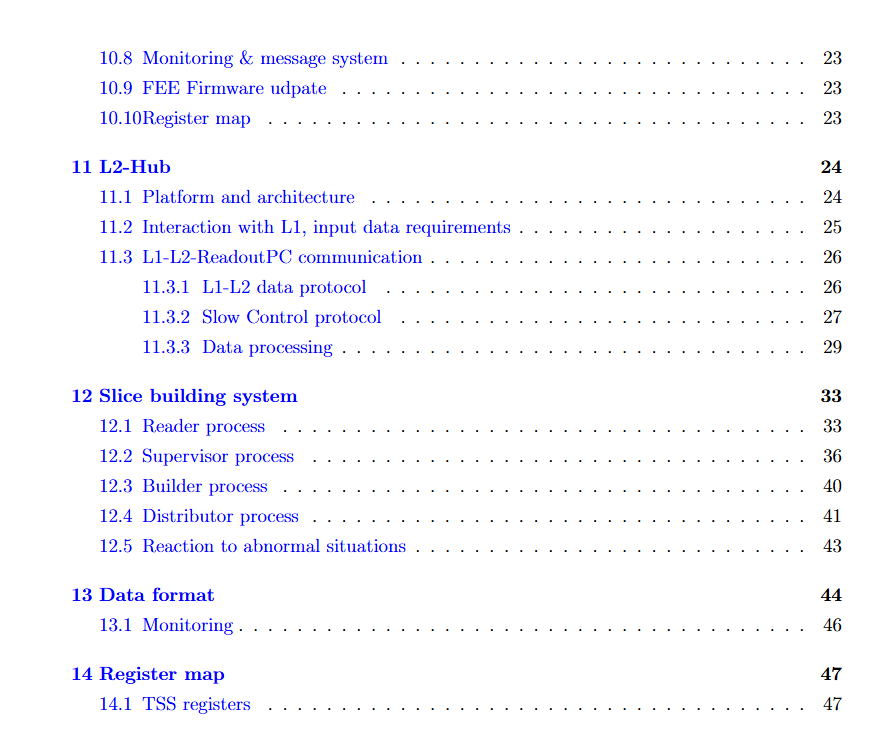 10.8 Monitoring & message system . . . . . . . . . . . . . . . . . . . . . . . . . . . . 23
10.9 FEE Firmware udpate . . . . . . . . . . . . . . . . . . . . . . . . . . . . . . . . 23
10.10Register map . . . . . . . . . . . . . . . . . . . . . . . . . . . . . . . . . . . . . 23
11 L2-Hub 24
11.1 Platform and architecture . . . . . . . . . . . . . . . . . . . . . . . . . . . . . . 24
11.2 Interaction with L1, input data requirements . . . . . . . . . . . . . . . . . . . . 25
11.3 L1-L2-ReadoutPC communication . . . . . . . . . . . . . . . . . . . . . . . . . . 26
11.3.1 L1-L2 data protocol . . . . . . . . . . . . . . . . . . . . . . . . . . . . . 26
11.3.2 Slow Control protocol . . . . . . . . . . . . . . . . . . . . . . . . . . . . 27
11.3.3 Data processing . . . . . . . . . . . . . . . . . . . . . . . . . . . . . . . . 29
12 Slice building system 33
12.1 Reader process . . . . . . . . . . . . . . . . . . . . . . . . . . . . . . . . . . . . 33
12.2 Supervisor process . . . . . . . . . . . . . . . . . . . . . . . . . . . . . . . . . . 36
12.3 Builder process . . . . . . . . . . . . . . . . . . . . . . . . . . . . . . . . . . . . 40
12.4 Distributor process . . . . . . . . . . . . . . . . . . . . . . . . . . . . . . . . . . 41
12.5 Reaction to abnormal situations . . . . . . . . . . . . . . . . . . . . . . . . . . . 43
13 Data format 44
13.1 Monitoring . . . . . . . . . . . . . . . . . . . . . . . . . . . . . . . . . . . . . . . 46
14 Register map 47
14.1 TSS registers . . . . . . . . . . . . . . . . . . . . . . . . . . . . . . . . . . . . . 47